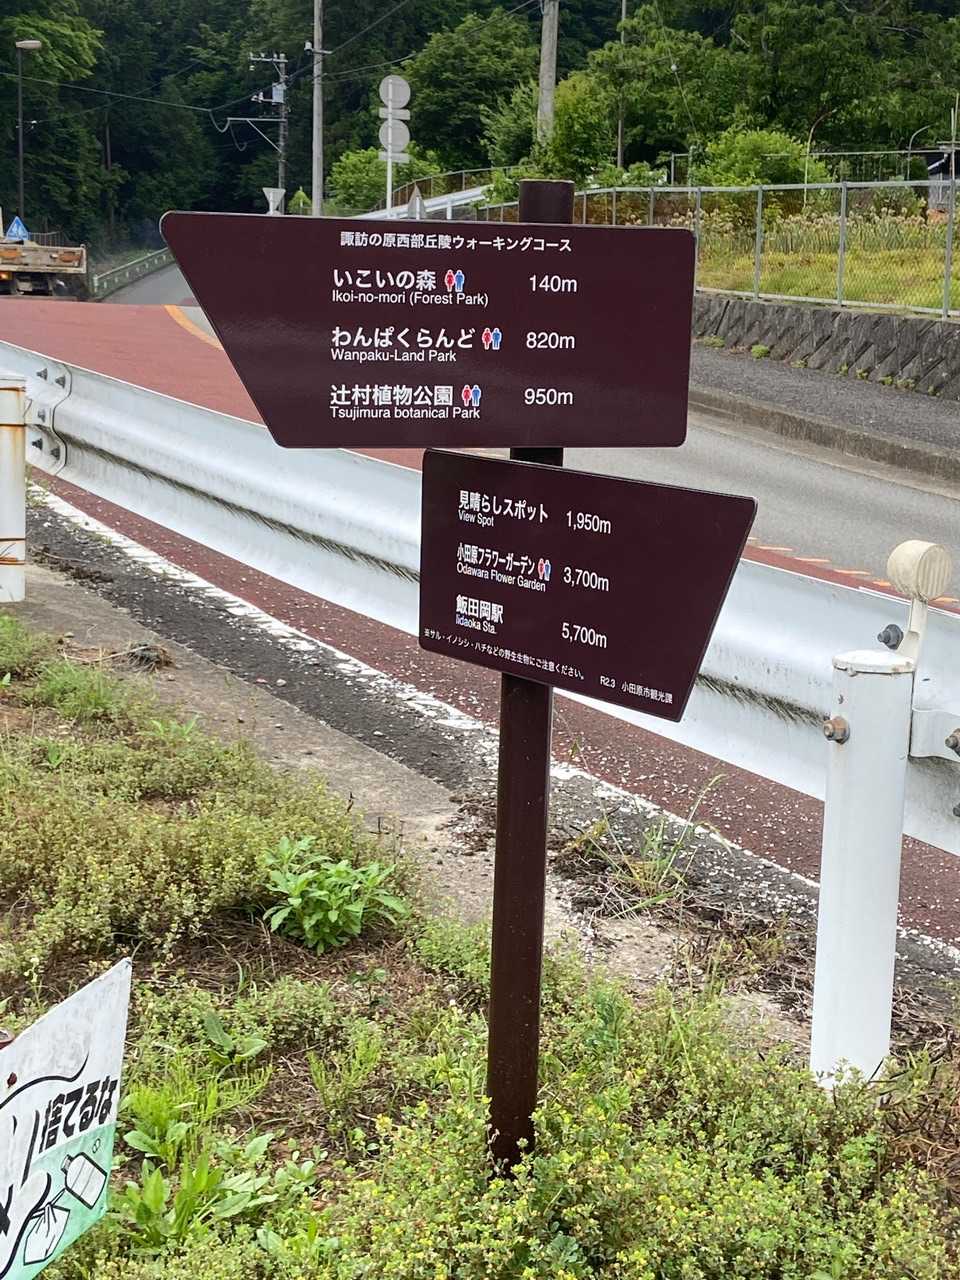 諏訪の原西部丘陵ウォーキングコース
いこいの森 140m
Ikoi-no-mori (Forest Park)
わんぱくらんど 820m
Wanpaku-Land Park
辻村植物公園 950m
Tsujimura botanical Park
見晴らしスポット 1,950m
View Spot
小田原フラワーガーデン 3,700m
Odawara Flower Garden
飯田岡駅 5,700m
Iidaoka Sta.
※サル・イノシシ・ハチなどの野生生物にご注意ください。 R2.3 小田原市観光課
捨てるな